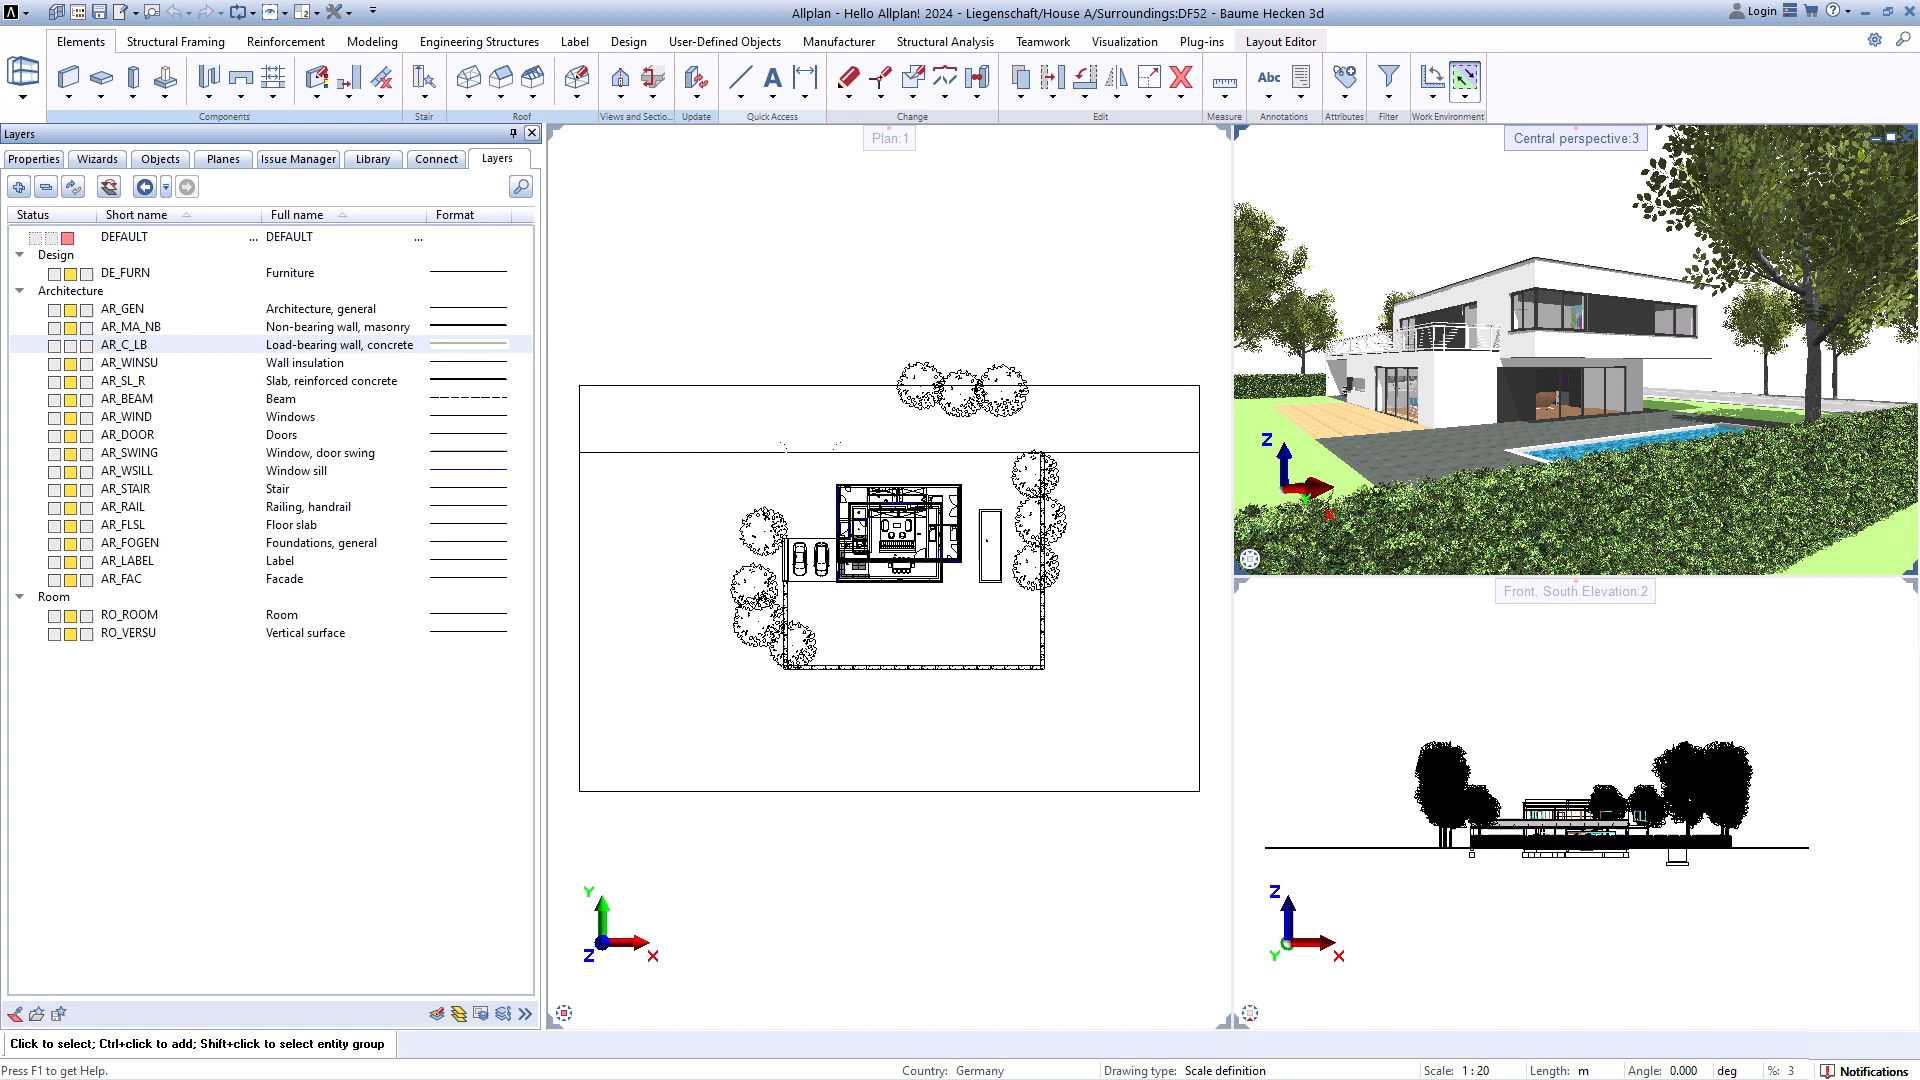 Allplan - Hello Allplan! 2024 - Liegenschaft/House A/Surroundings:DF52 - Baume Hecken 3d
Login
Elements Structural Framing Reinforcement Modeling Engineering Structures Label Design User-Defined Objects Manufacturer Structural Analysis Teamwork Visualization Plug-ins Layout Editor
Abc
Components Stair Roof Views and Sectio... Update Quick Access Change Edit Measure Annotations Attributes Filter Work Environment
Layers
Properties Wizards Objects Planes Issue Manager Library Connect Layers
Status Short name Full name Format
DEFAULT ... DEFAULT ...
Design
DE_FURN Furniture
Architecture
AR_GEN Architecture, general
AR_MA_NB Non-bearing wall, masonry
AR_C_LB Load-bearing wall, concrete
AR_WINSU Wall insulation
AR_SL_R Slab, reinforced concrete
AR_BEAM Beam
AR_WIND Windows
AR_DOOR Doors
AR_SWING Window, door swing
AR_WSILL Window sill
AR_STAIR Stair
AR_RAIL Railing, handrail
AR_FLSL Floor slab
AR_FOGEN Foundations, general
AR_LABEL Label
AR_FAC Facade
Room
RO_ROOM Room
RO_VERSU Vertical surface
Plan:1
Y
Z X
Central perspective:3
Z
Y
X
Front, South Elevation:2
Z
Y X
Click to select; Ctrl+click to add; Shift+click to select entity group
Press F1 to get Help.
Country: Germany
Drawing type: Scale definition
Scale: 1 : 20
Length: m
Angle: 0.000 deg
%: 3
Notifications